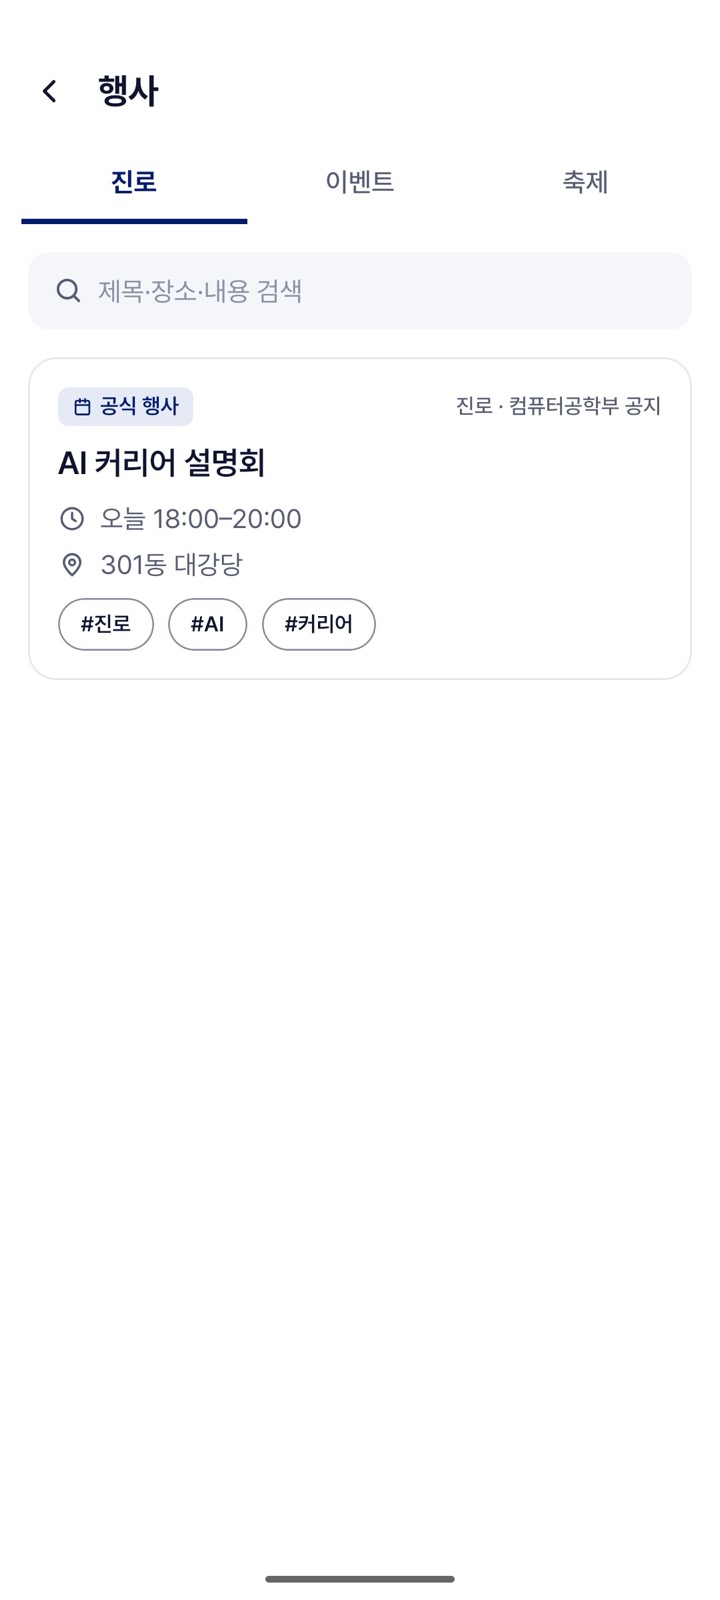 행사
진로 이벤트 축제
제목·장소·내용 검색
공식 행사 진로 · 컴퓨터공학부 공지
AI 커리어 설명회
오늘 18:00–20:00
301동 대강당
#진로 #AI #커리어